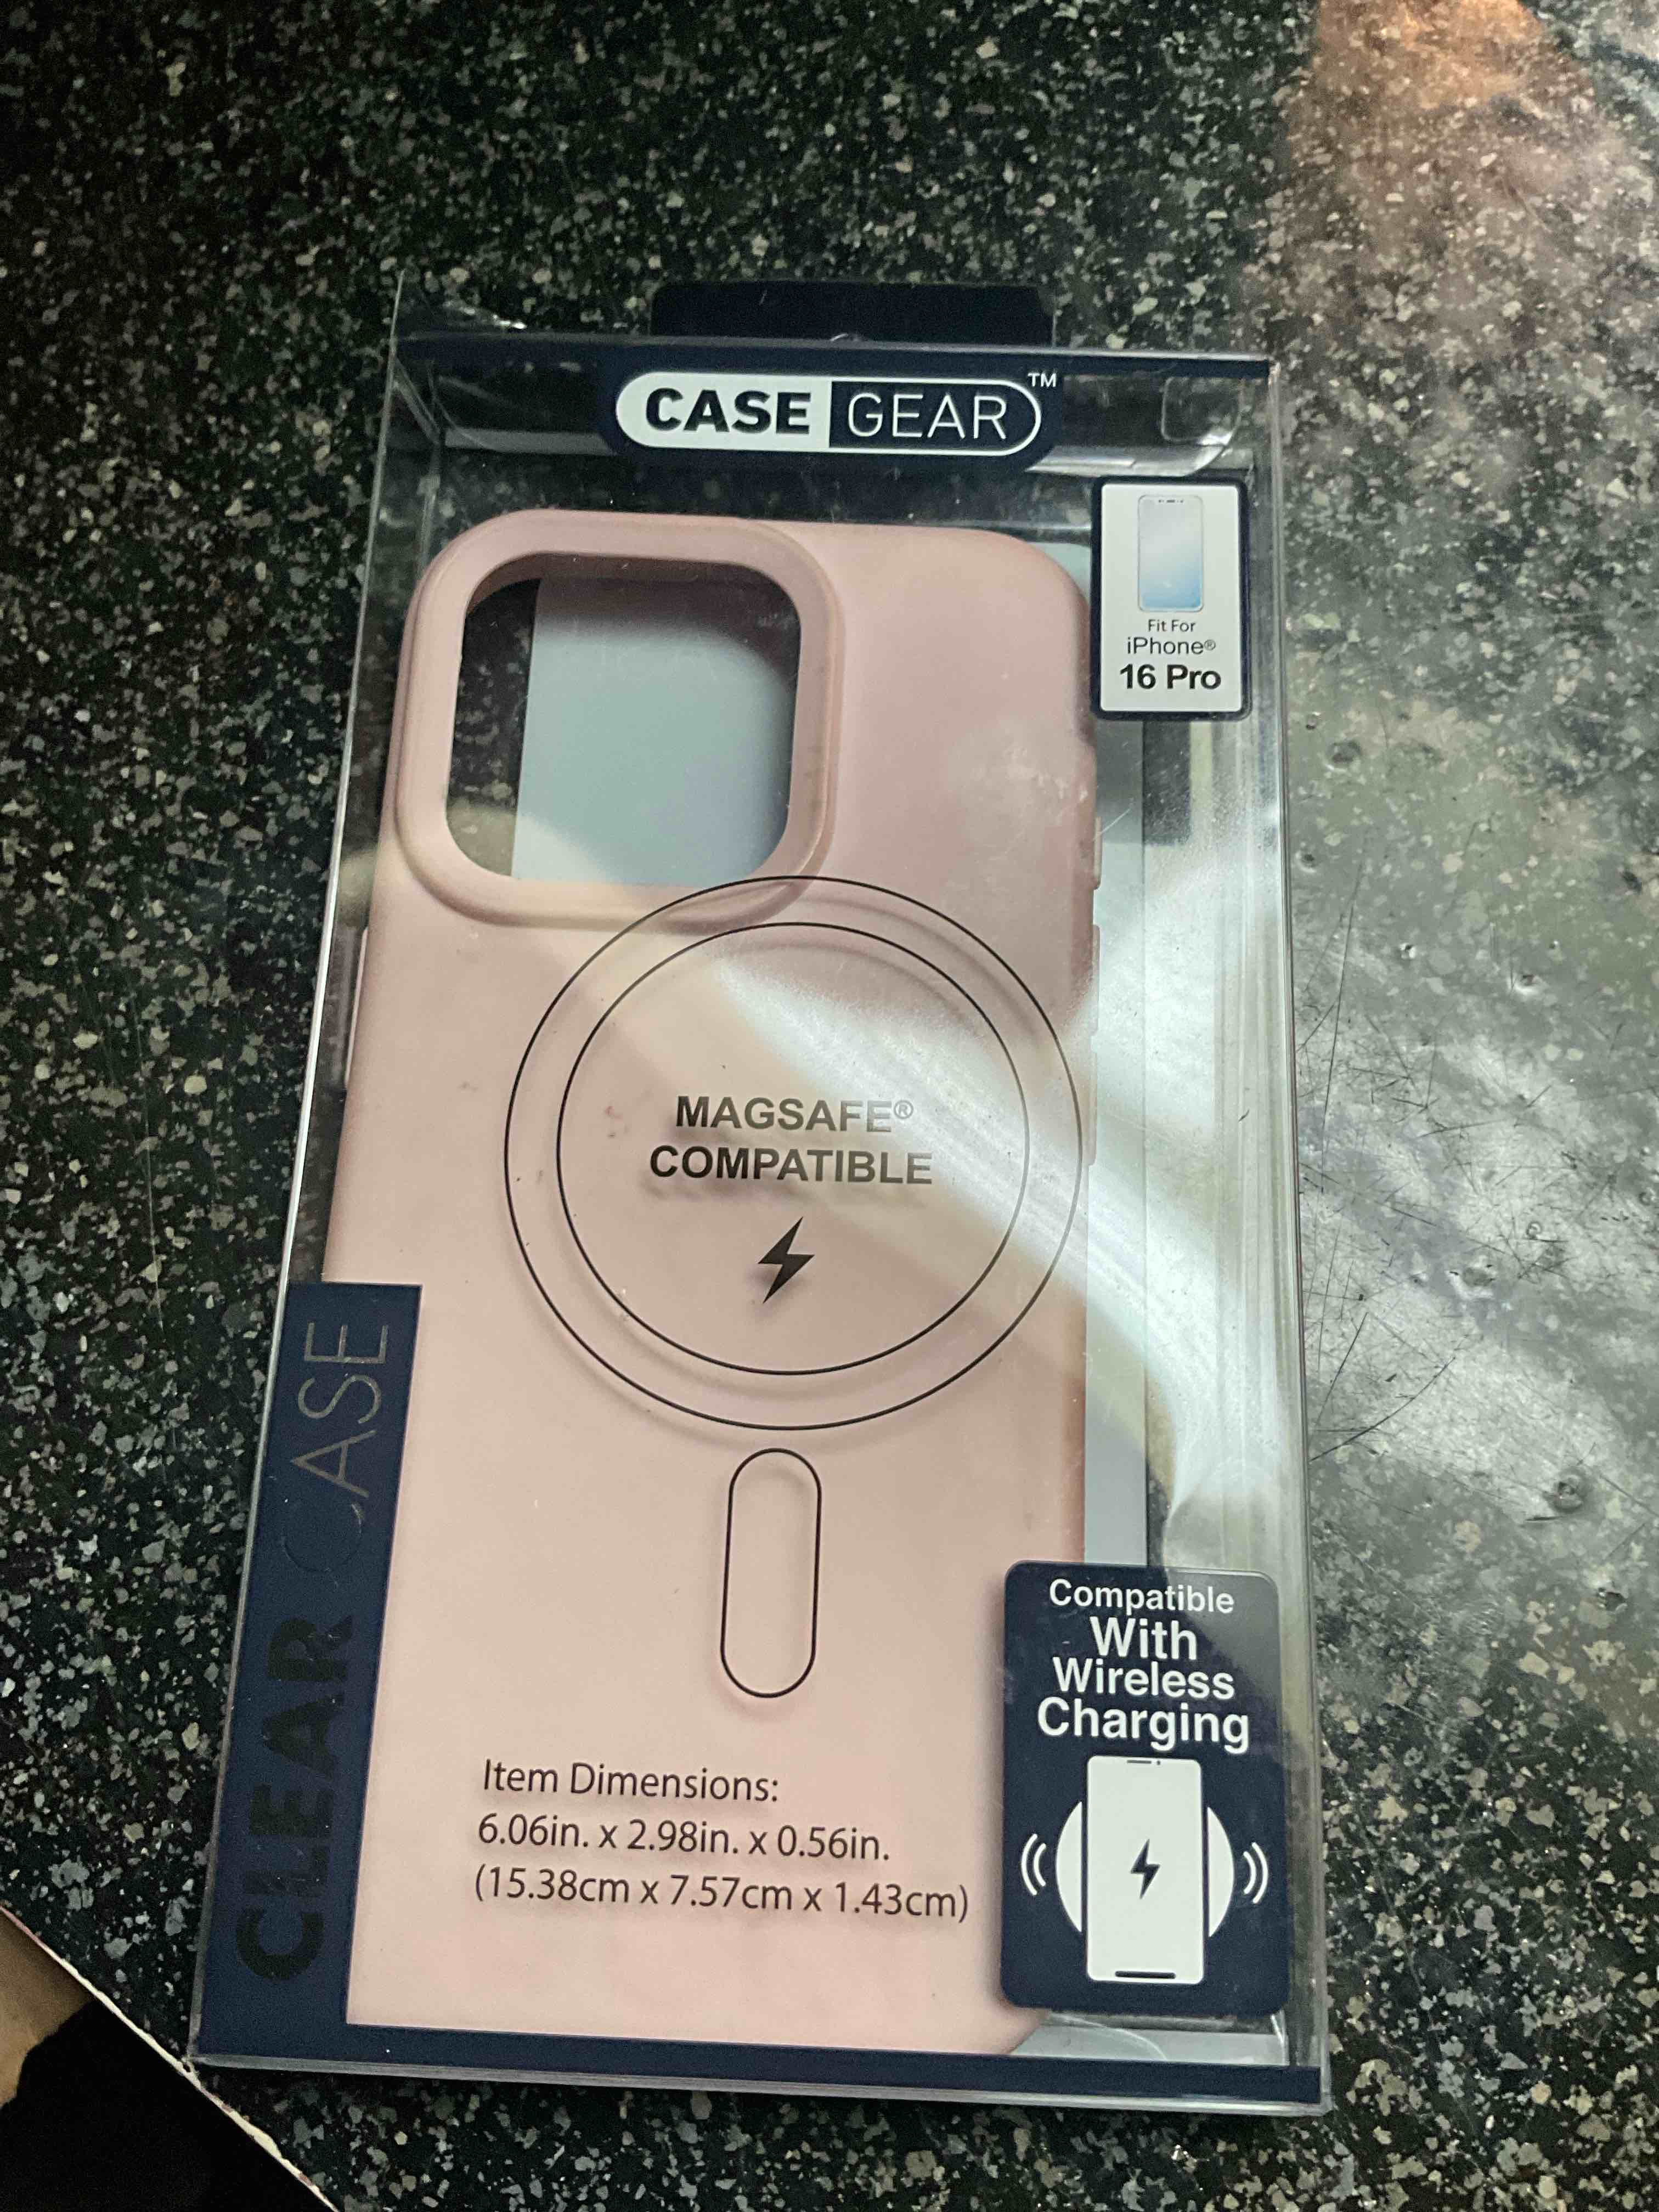 CASE GEAR™
Fit For
iPhone®
16 Pro
MAGSAFE®
COMPATIBLE
CLEAR CASE
Compatible
With
Wireless
Charging
Item Dimensions:
6.06in. x 2.98in. x 0.56in.
(15.38cm x 7.57cm x 1.43cm)